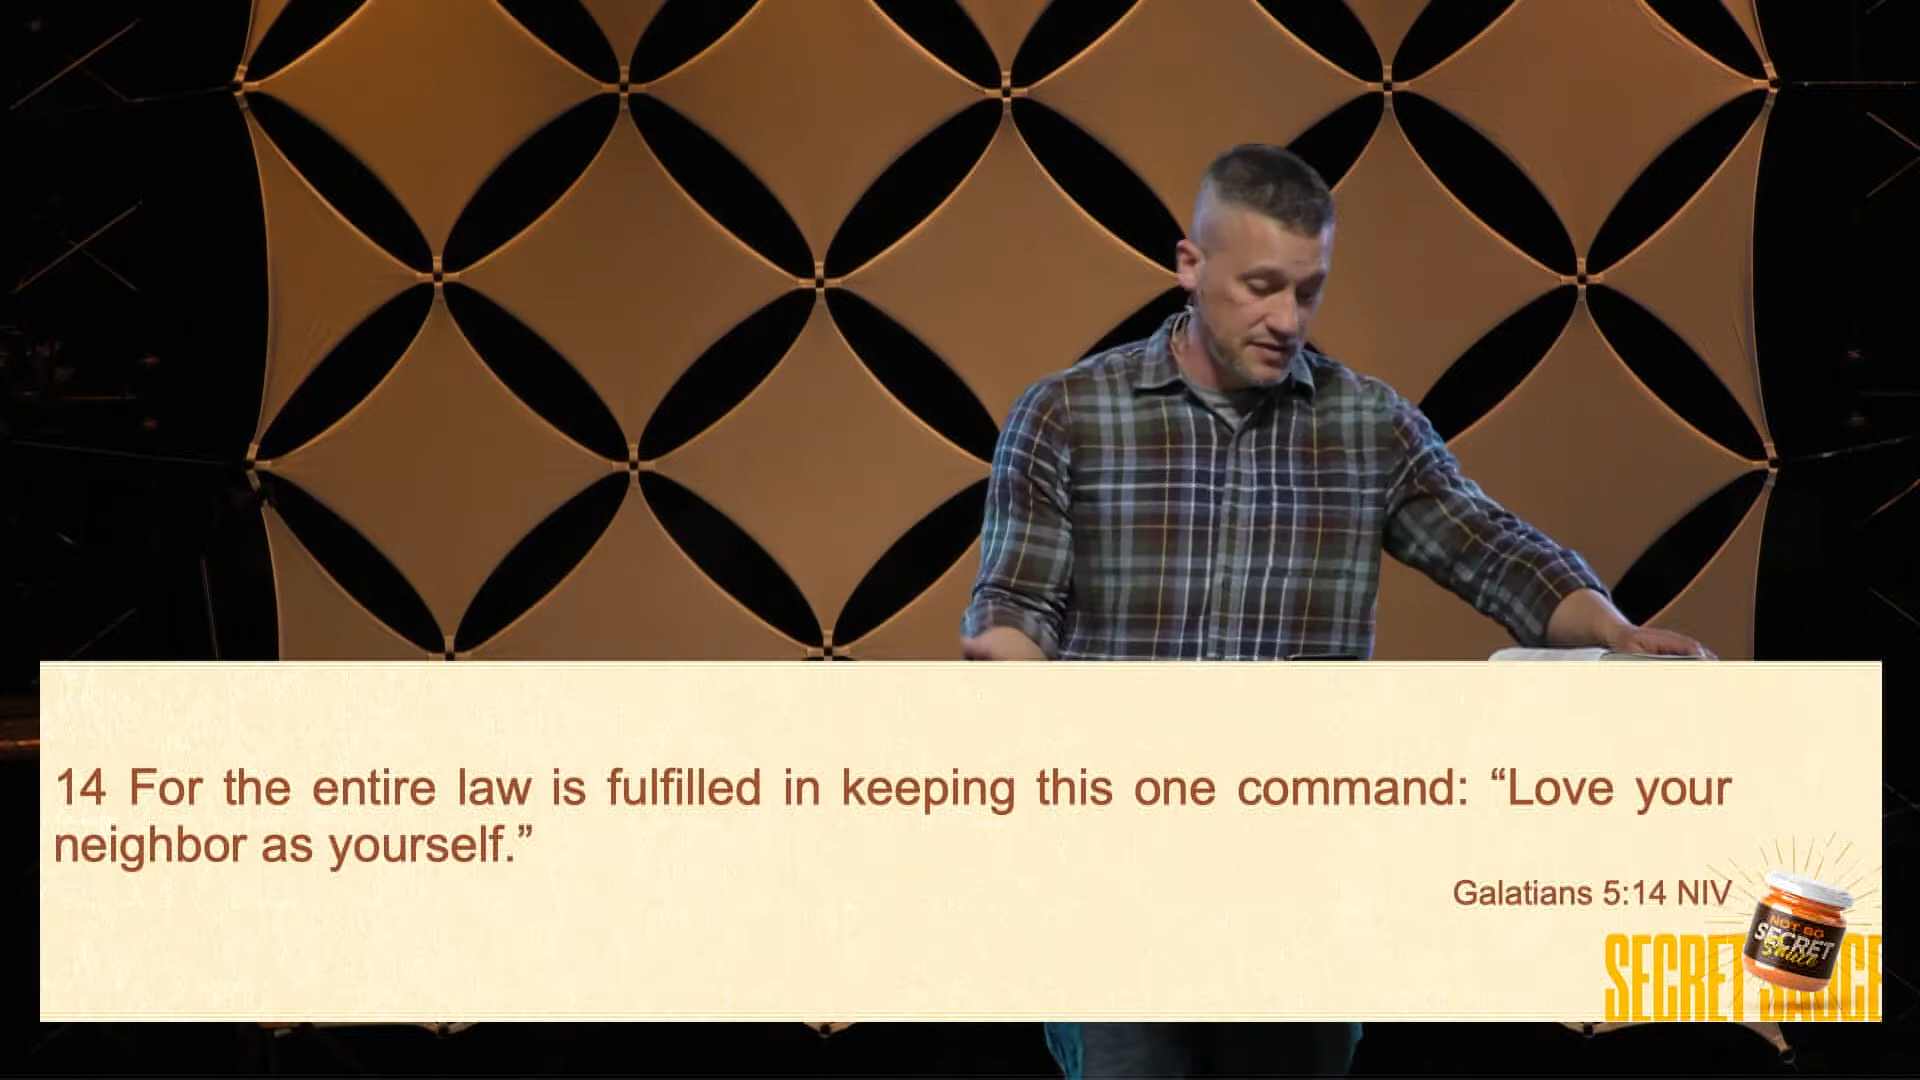 14 For the entire law is fulfilled in keeping this one command: “Love your
neighbor as yourself.”
Galatians 5:14 NIV
NOT SO
SECRET
Sauce
SECRET SAUCE